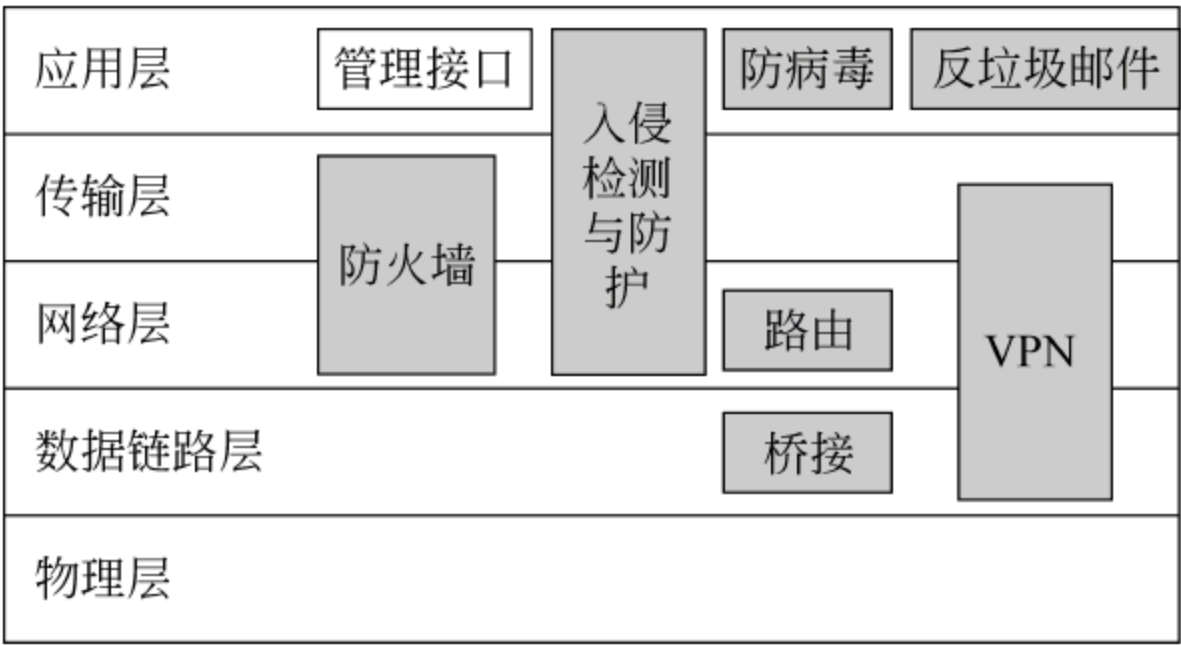 应用层
管理接口
入侵
检测
与防
护
防病毒
反垃圾邮件
传输层
防火墙
网络层
路由
VPN
数据链路层
桥接
物理层